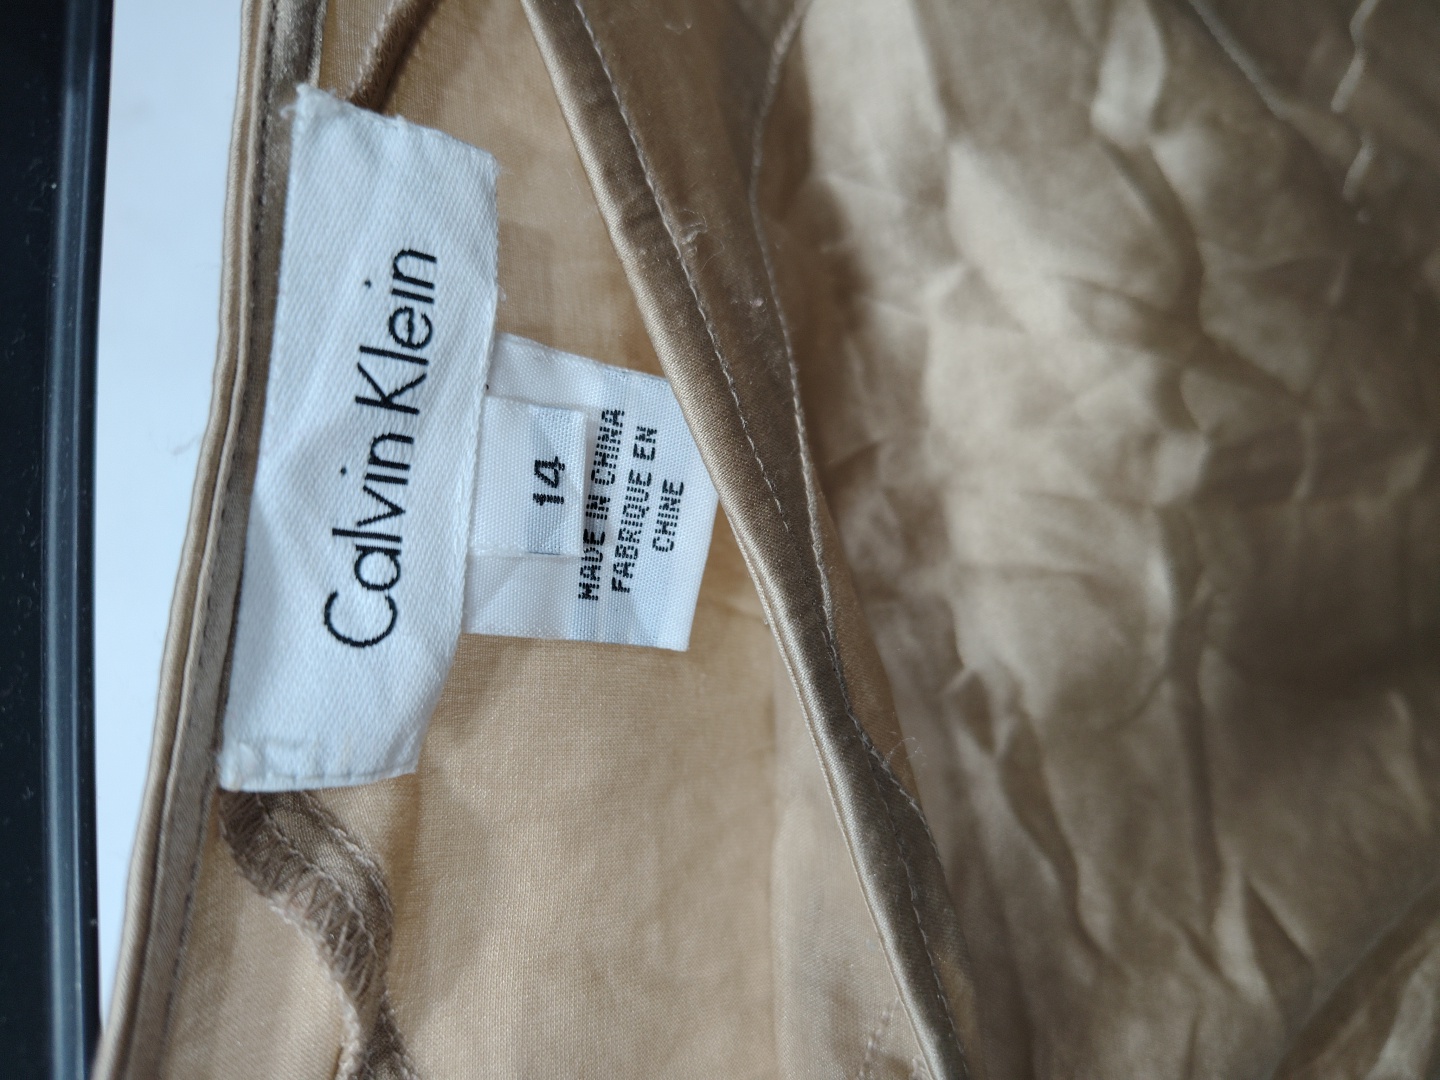 Calvin Klein
14
MADE IN CHINA
FABRIQUE EN
CHINE